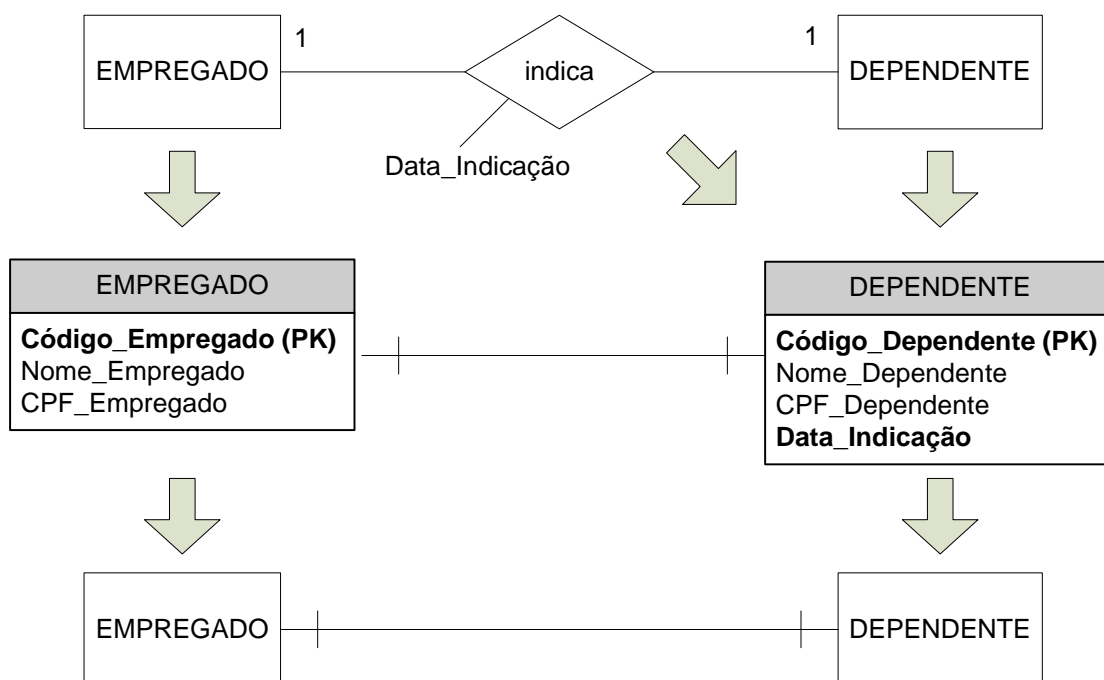 1
1
EMPREGADO
indica
DEPENDENTE
Data_Indicação
EMPREGADO
Código_Empregado (PK)
Nome_Empregado
CPF_Empregado
DEPENDENTE
Código_Dependente (PK)
Nome_Dependente
CPF_Dependente
Data_Indicação
EMPREGADO
DEPENDENTE